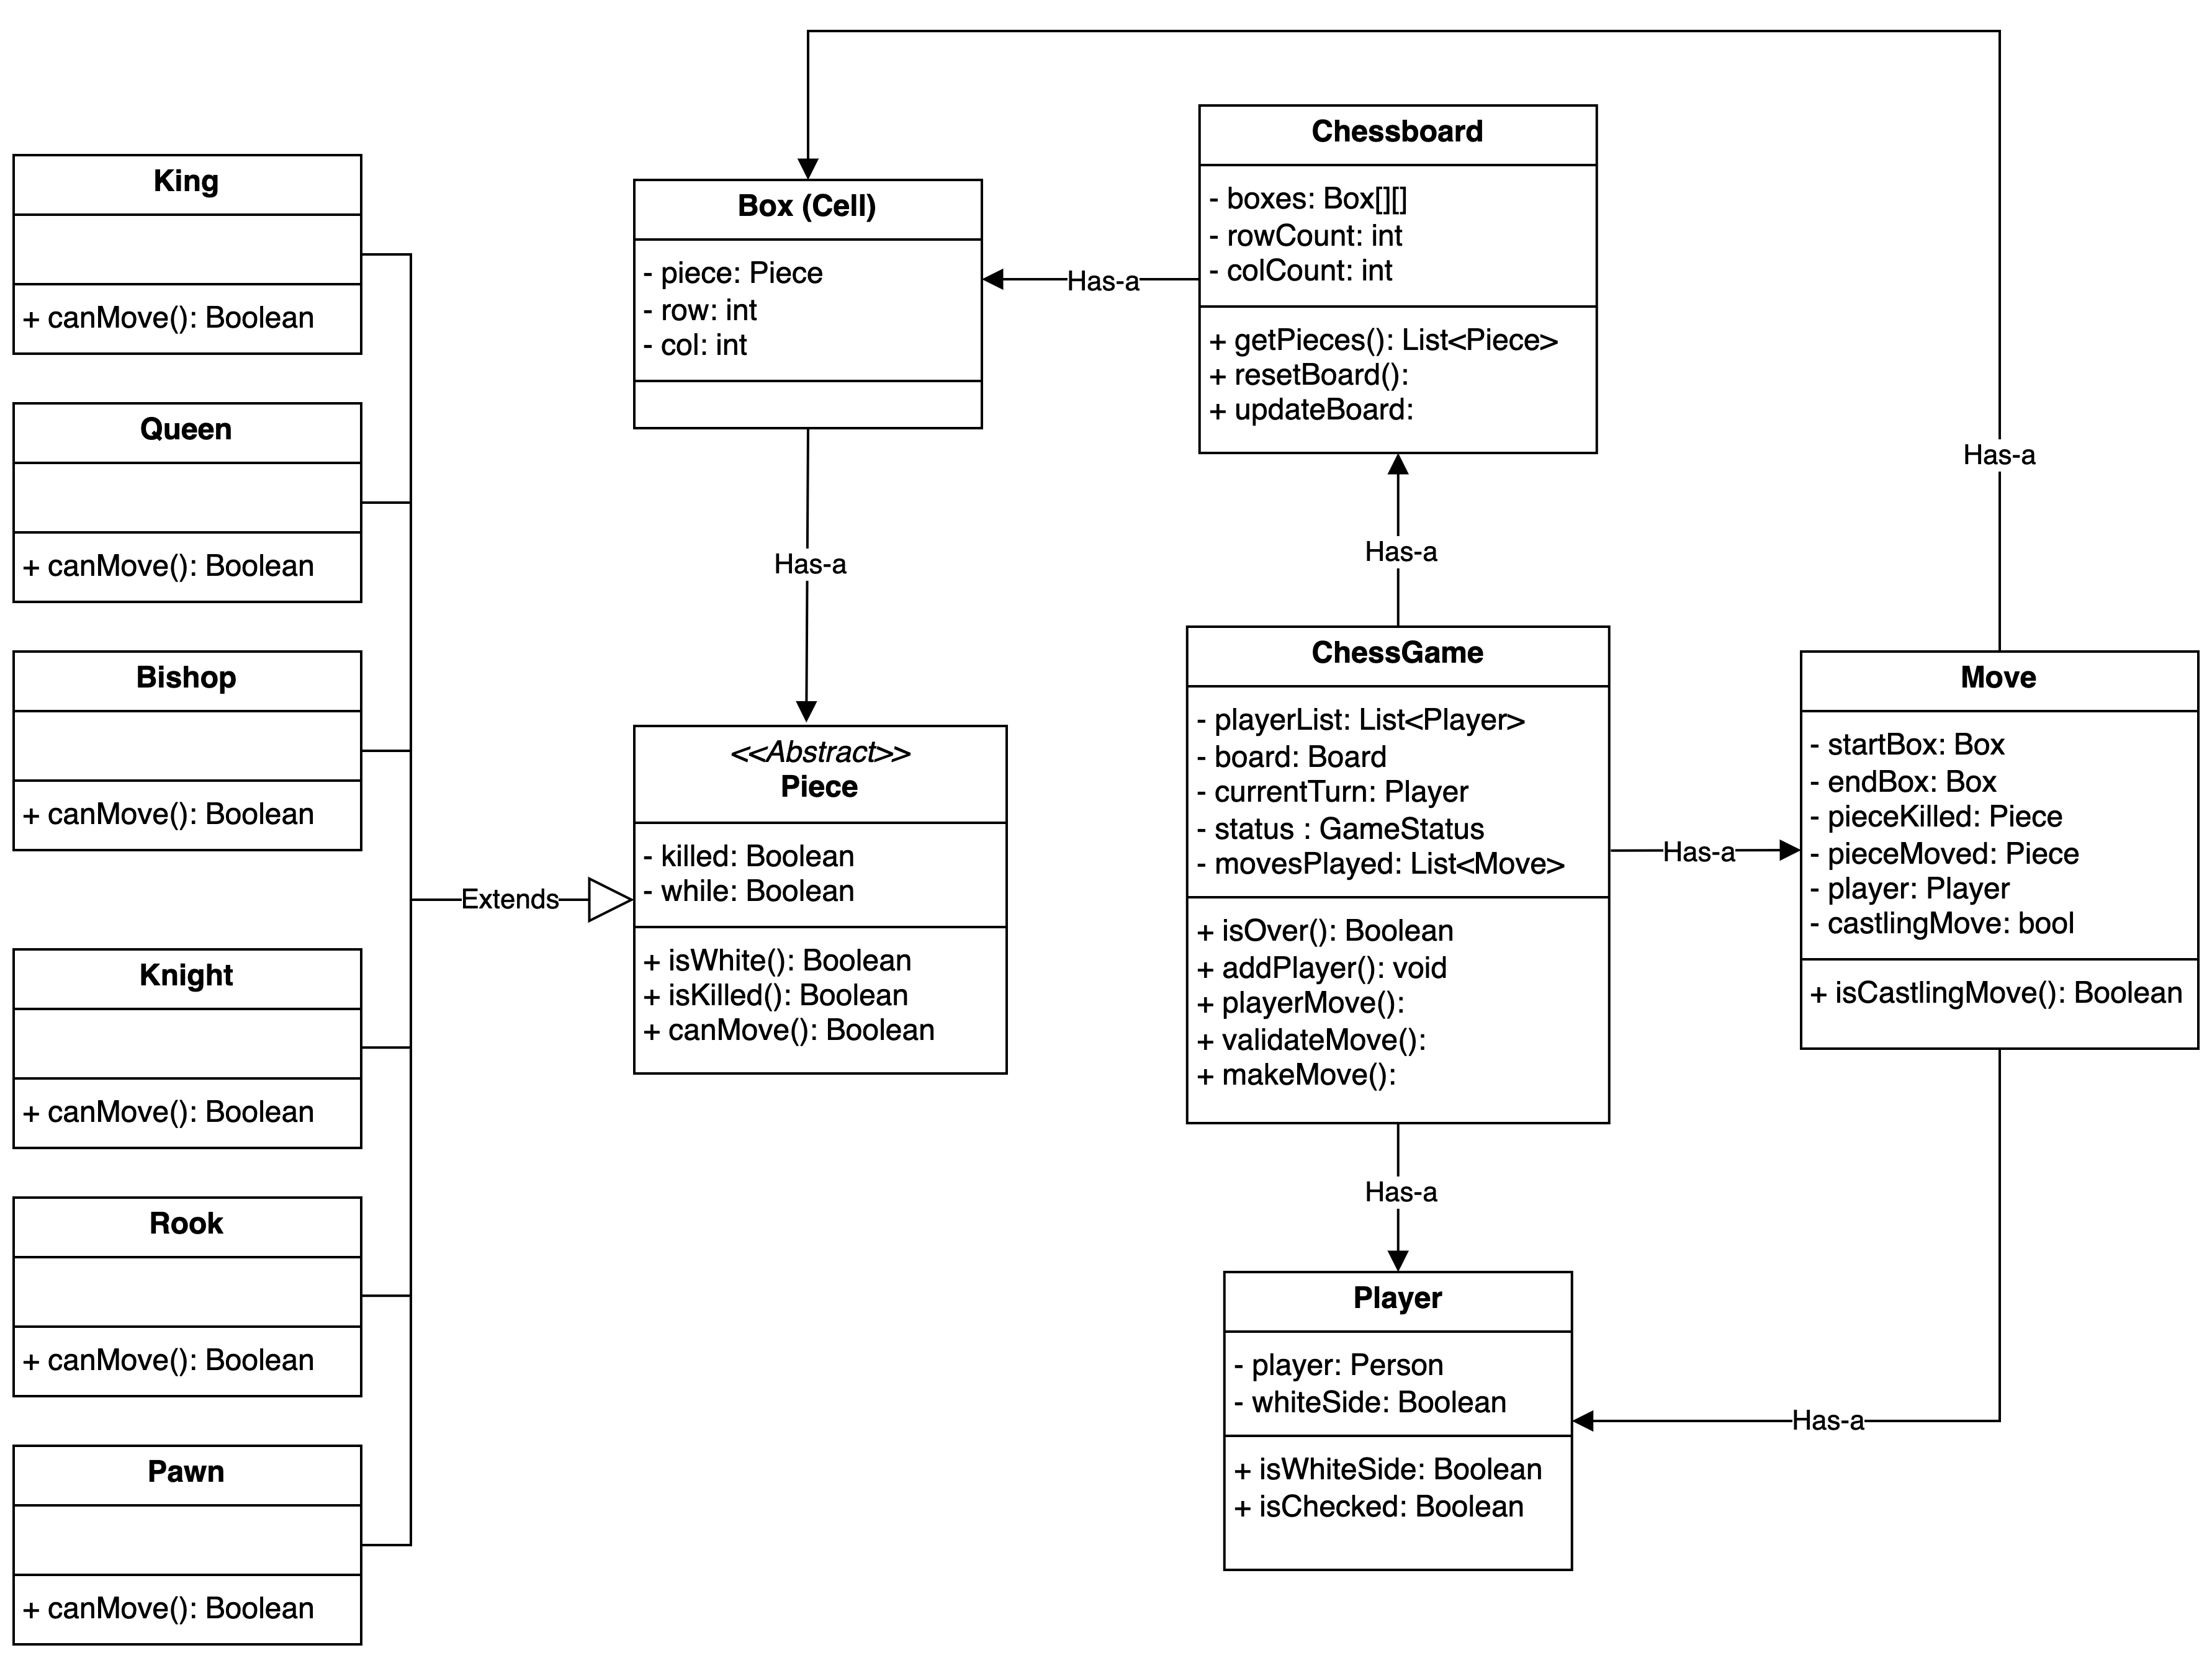 King
+ canMove(): Boolean
Queen
+ canMove(): Boolean
Bishop
+ canMove(): Boolean
Knight
+ canMove(): Boolean
Rook
+ canMove(): Boolean
Pawn
+ canMove(): Boolean
Extends
Box (Cell)
- piece: Piece
- row: int
- col: int
Has-a
<<Abstract>>
Piece
- killed: Boolean
- while: Boolean
+ isWhite(): Boolean
+ isKilled(): Boolean
+ canMove(): Boolean
Has-a
Chessboard
- boxes: Box[][]
- rowCount: int
- colCount: int
+ getPieces(): List<Piece>
+ resetBoard():
+ updateBoard:
Has-a
ChessGame
- playerList: List<Player>
- board: Board
- currentTurn: Player
- status : GameStatus
- movesPlayed: List<Move>
+ isOver(): Boolean
+ addPlayer(): void
+ playerMove():
+ validateMove():
+ makeMove():
Has-a
Player
- player: Person
- whiteSide: Boolean
+ isWhiteSide: Boolean
+ isChecked: Boolean
Has-a
Has-a
Move
- startBox: Box
- endBox: Box
- pieceKilled: Piece
- pieceMoved: Piece
- player: Player
- castlingMove: bool
+ isCastlingMove(): Boolean
Has-a